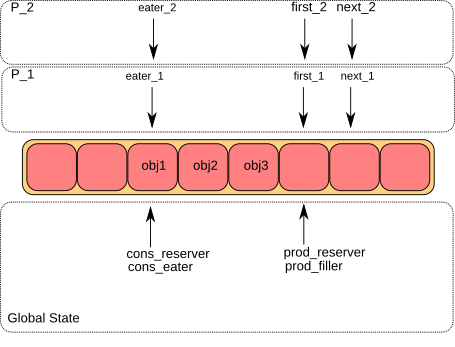 P_2
eater_2
first_2
next_2
P_1
eater_1
first_1
next_1
obj1
obj2
obj3
cons_reserver
cons_eater
prod_reserver
prod_filler
Global State